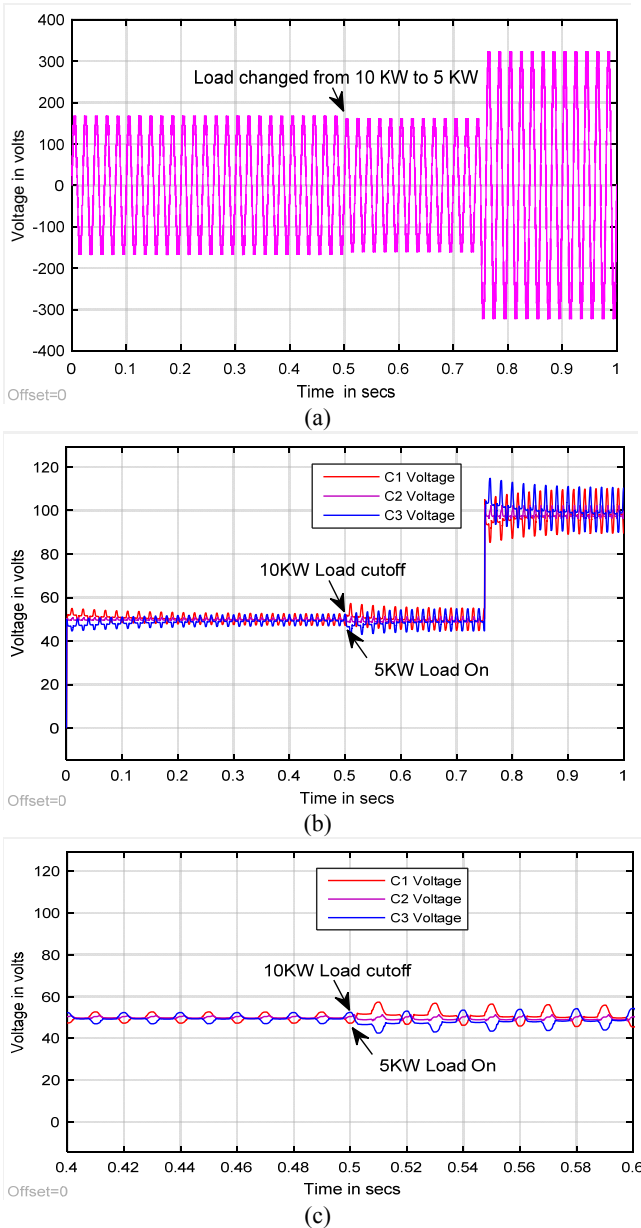 400
300
200
100
0
-100
-200
-300
-400
Voltage in volts
Load changed from 10 KW to 5 KW
0 0.1 0.2 0.3 0.4 0.5 0.6 0.7 0.8 0.9 1
Time in secs
Offset=0
(a)
120
100
80
60
40
20
0
Voltage in volts
C1 Voltage
C2 Voltage
C3 Voltage
10KW Load cutoff
5KW Load On
0 0.1 0.2 0.3 0.4 0.5 0.6 0.7 0.8 0.9 1
Time in secs
Offset=0
(b)
120
100
80
60
40
20
0
Voltage in volts
C1 Voltage
C2 Voltage
C3 Voltage
10KW Load cutoff
5KW Load On
0.4 0.42 0.44 0.46 0.48 0.5 0.52 0.54 0.56 0.58 0.6
Time in secs
Offset=0
(c)